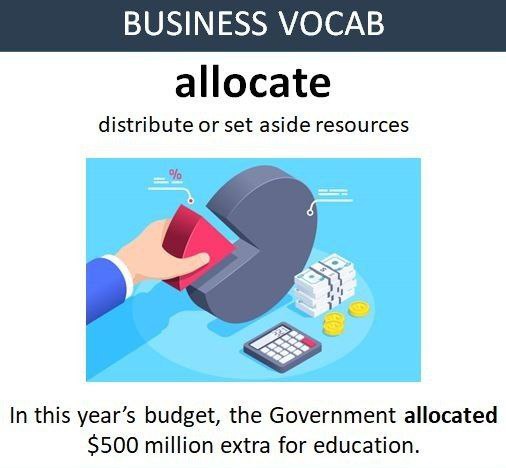 BUSINESS VOCAB
allocate
distribute or set aside resources
%
In this year’s budget, the Government allocated
$500 million extra for education.